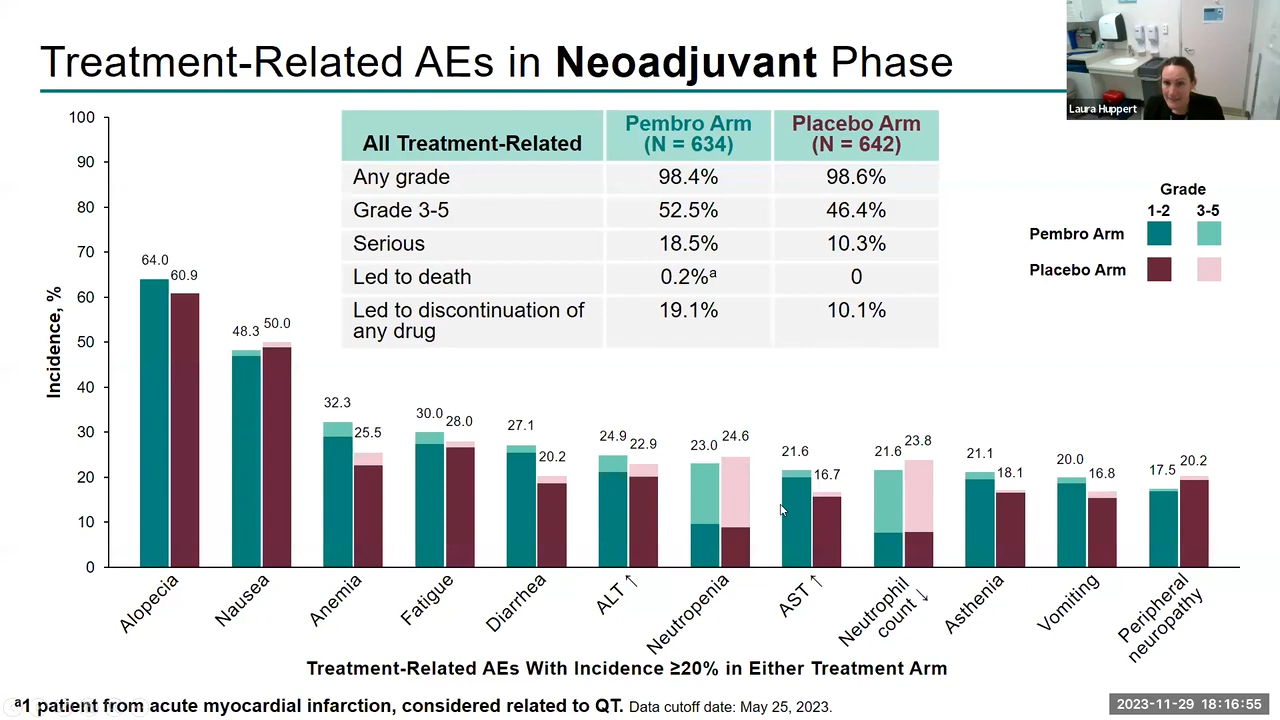 Treatment-Related AEs in Neoadjuvant Phase
Laura Huppert
All Treatment-Related
Pembro Arm
(N = 634)
Placebo Arm
(N = 642)
Any grade 98.4% 98.6%
Grade 3-5 52.5% 46.4%
Serious 18.5% 10.3%
Led to death 0.2%ᵃ 0
Led to discontinuation of
any drug
19.1% 10.1%
Grade
1-2 3-5
Pembro Arm
Placebo Arm
Incidence, %
100
90
80
70
60
50
40
30
20
10
0
64.0 60.9
48.3 50.0
32.3 25.5
30.0 28.0
27.1 20.2
24.9 22.9
23.0 24.6
21.6 16.7
21.6 23.8
21.1 18.1
20.0 16.8
17.5 20.2
Alopecia
Nausea
Anemia
Fatigue
Diarrhea
ALT ↑
Neutropenia
AST ↑
Neutrophil
count ↓
Asthenia
Vomiting
Peripheral
neuropathy
Treatment-Related AEs With Incidence ≥20% in Either Treatment Arm
ᵃ1 patient from acute myocardial infarction, considered related to QT. Data cutoff date: May 25, 2023.
2023-11-29 18:16:55